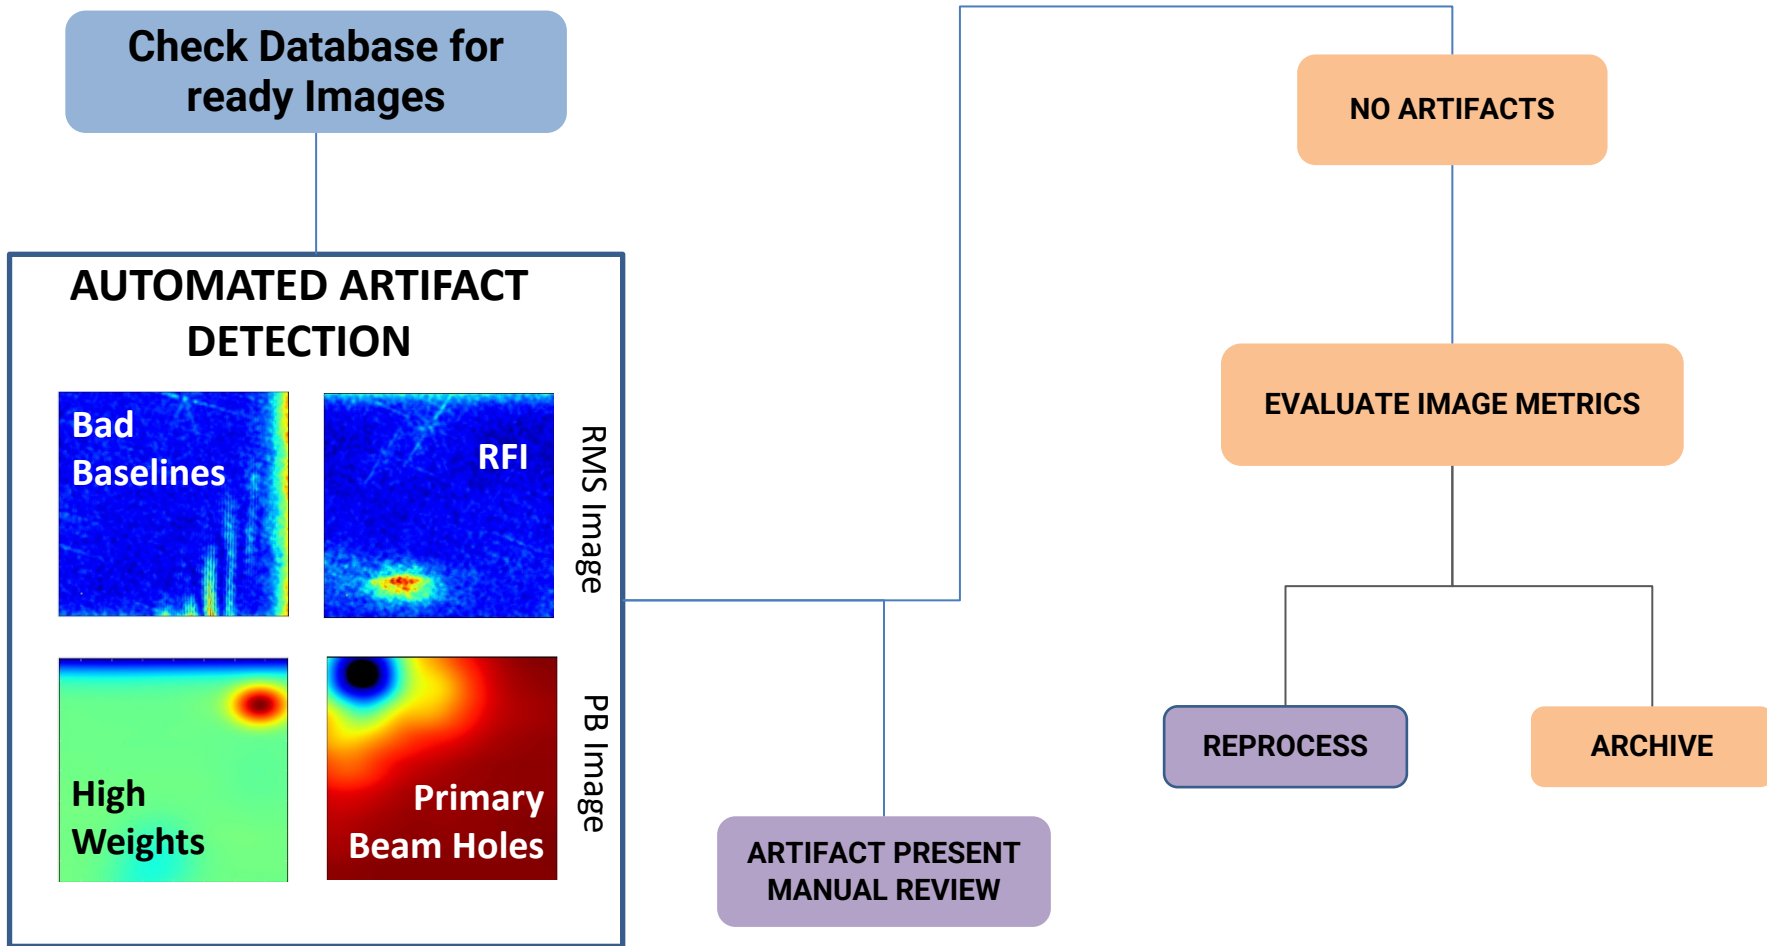 Check Database for
ready Images
AUTOMATED ARTIFACT
DETECTION
Bad
Baselines
RFI
RMS Image
High
Weights
Primary
Beam Holes
PB Image
ARTIFACT PRESENT
MANUAL REVIEW
NO ARTIFACTS
EVALUATE IMAGE METRICS
REPROCESS
ARCHIVE